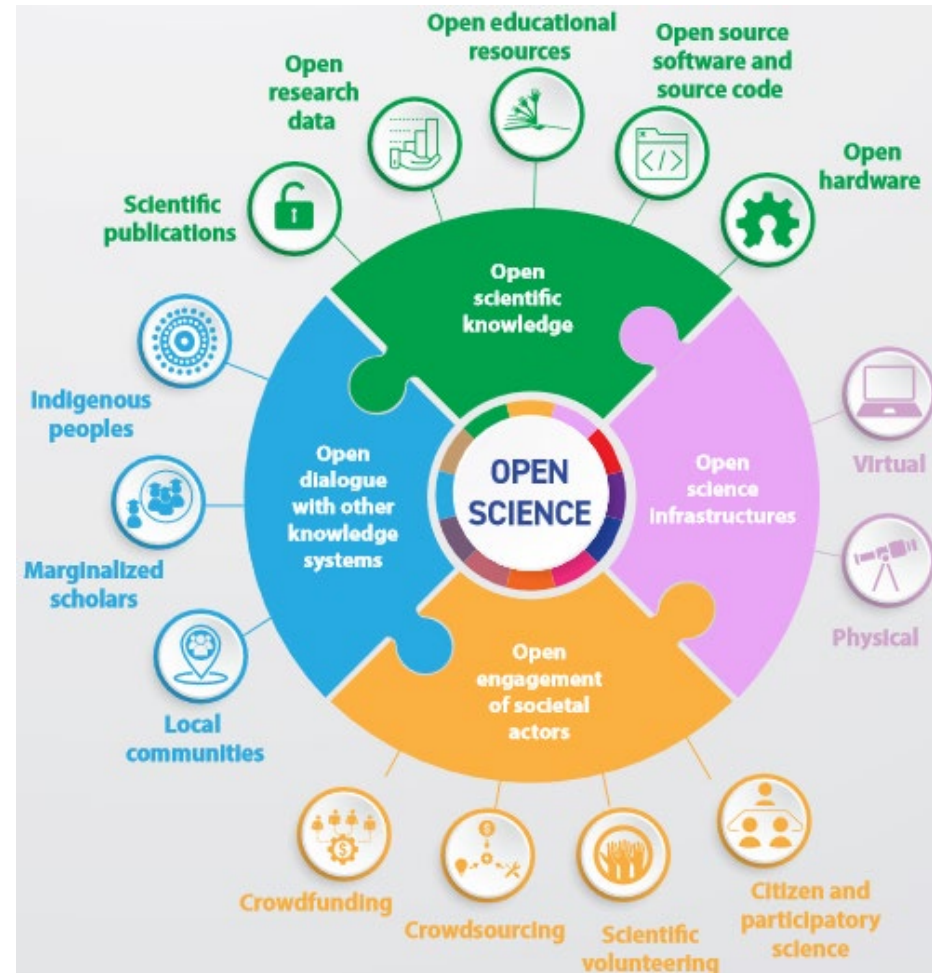 Open educational
resources
Open source
software and
source code
Open
research
data
Open
hardware
Scientific
publications
Open
scientific
knowledge
Indigenous
peoples
Virtual
Open
dialogue
with other
knowledge
systems
OPEN
SCIENCE
Open
science
infrastructures
Marginalized
scholars
Physical
Open
engagement
of societal
actors
Local
communities
Crowdfunding
Crowdsourcing
Scientific
volunteering
Citizen and
participatory
science